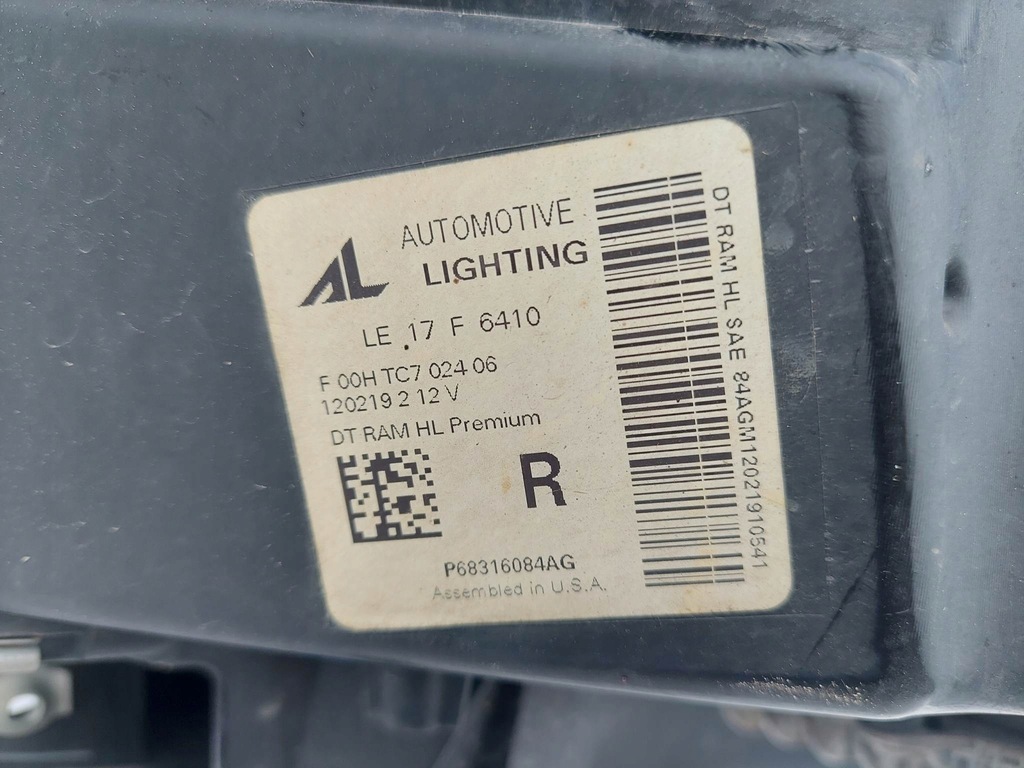 AL
AUTOMOTIVE
LIGHTING
LE .17 F 6410
F 00H TC7 024 06
120219 2 12 V
DT RAM HL Premium
R
P68316084AG
Assembled in U.S.A.
DT RAM HL SAE 84AGM12021910541